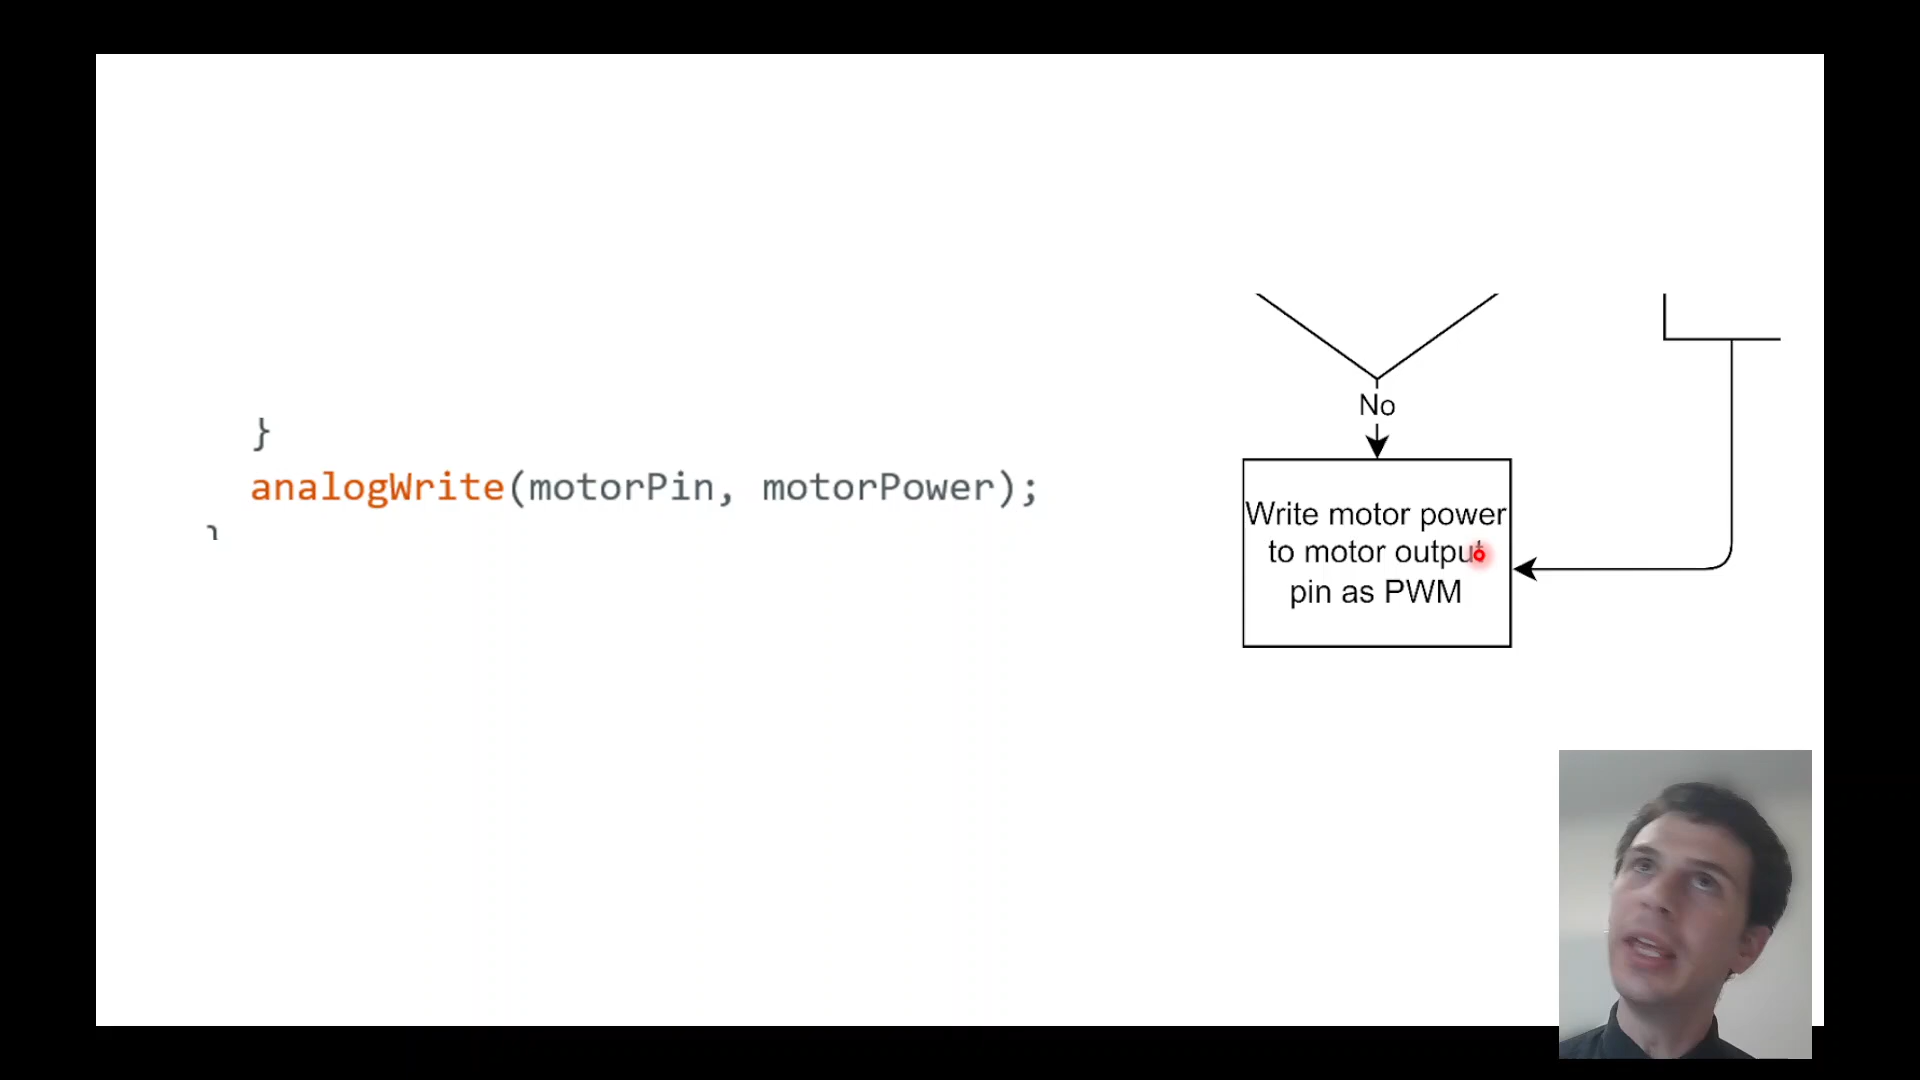 }
analogWrite(motorPin, motorPower);
No
Write motor power
to motor output
pin as PWM